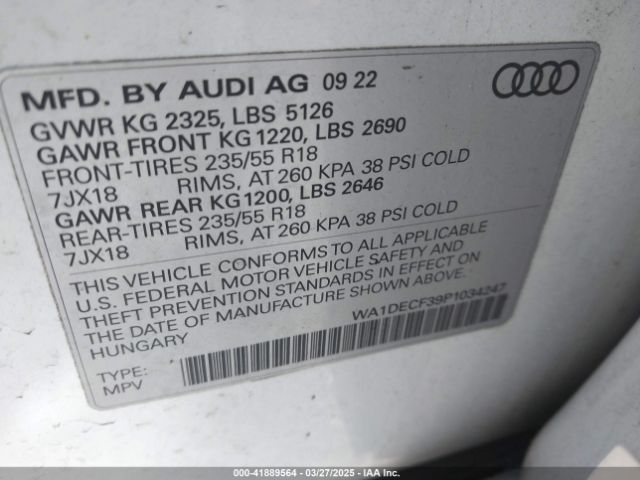 MFD. BY AUDI AG 09 22
GVWR KG 2325, LBS 5126
GAWR FRONT KG 1220, LBS 2690
FRONT-TIRES 235/55 R18
7JX18 RIMS, AT 260 KPA 38 PSI COLD
GAWR REAR KG 1200, LBS 2646
REAR-TIRES 235/55 R18
7JX18 RIMS, AT 260 KPA 38 PSI COLD
THIS VEHICLE CONFORMS TO ALL APPLICABLE
U.S. FEDERAL MOTOR VEHICLE SAFETY AND
THEFT PREVENTION STANDARDS IN EFFECT ON
THE DATE OF MANUFACTURE SHOWN ABOVE.
HUNGARY
WA1DECF39P1034247
TYPE:
MPV
000-41889564 | 03/27/2025 | IAA Inc.